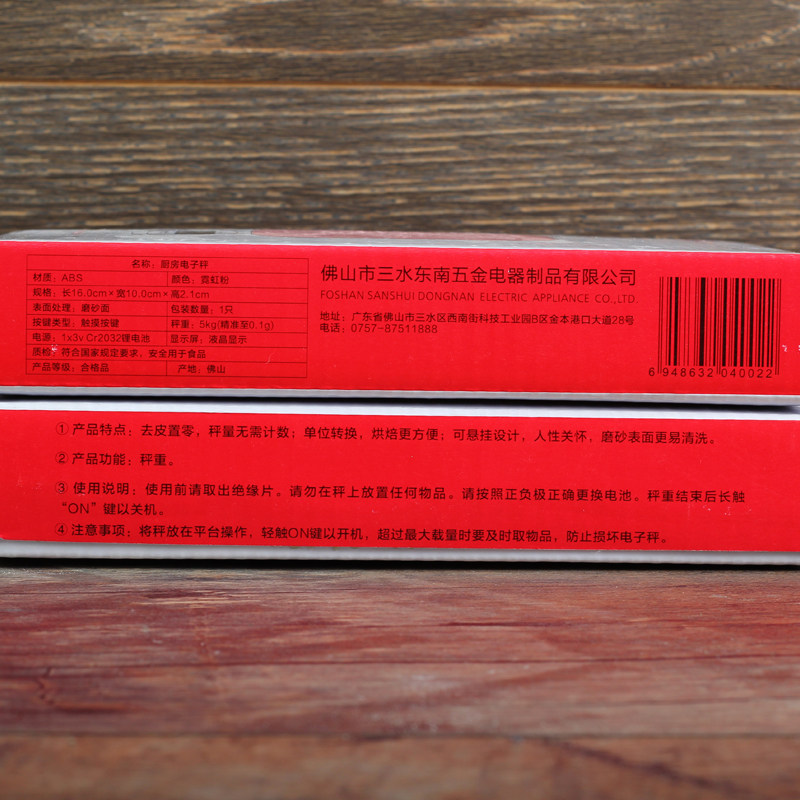 名称：厨房电子秤
材质：ABS 颜色：霓虹粉
规格：长16.0cm×宽10.0cm×高2.1cm
表面处理：磨砂面 包装数量：1只
按键类型：触摸按键 秤重：5kg(精准至0.1g)
电源：1x3v Cr2032锂电池 显示屏：液晶显示
质检：符合国家规定要求，安全用于食品
产品等级：合格品 产地：佛山
佛山市三水东南五金电器制品有限公司
FOSHAN SANSHUI DONGNAN ELECTRIC APPLIANCE CO.,LTD.
地址：广东省佛山市三水区西南街科技工业园B区金本港口大道28号
电话：0757-87511888
6 948632 040022
① 产品特点：去皮置零，秤量无需计数；单位转换，烘焙更方便；可悬挂设计，人性关怀，磨砂表面更易清洗。
② 产品功能：秤重。
③ 使用说明：使用前请取出绝缘片。请勿在秤上放置任何物品。请按照正负极正确更换电池。秤重结束后长触
“ON”键以关机。
④ 注意事项：将秤放在平台操作，轻触ON键以开机，超过最大载量时要及时取物品，防止损坏电子秤。